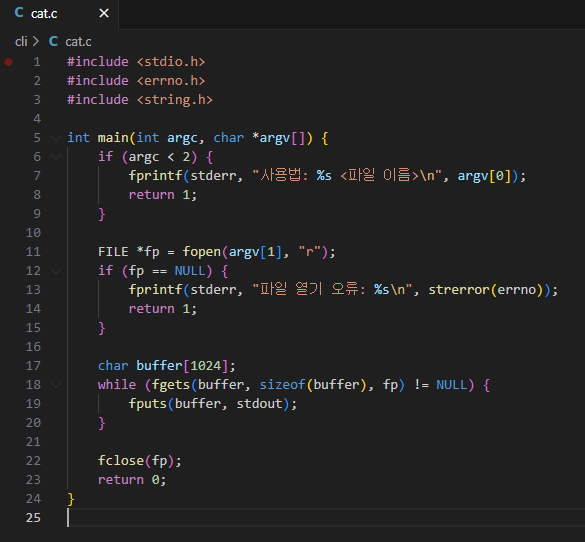 C cat.c ×
cli > C cat.c
1 #include <stdio.h>
2 #include <errno.h>
3 #include <string.h>
4
5 int main(int argc, char *argv[]) {
6     if (argc < 2) {
7         fprintf(stderr, "사용법: %s <파일 이름>\n", argv[0]);
8         return 1;
9     }
10
11     FILE *fp = fopen(argv[1], "r");
12     if (fp == NULL) {
13         fprintf(stderr, "파일 열기 오류: %s\n", strerror(errno));
14         return 1;
15     }
16
17     char buffer[1024];
18     while (fgets(buffer, sizeof(buffer), fp) != NULL) {
19         fputs(buffer, stdout);
20     }
21
22     fclose(fp);
23     return 0;
24 }
25